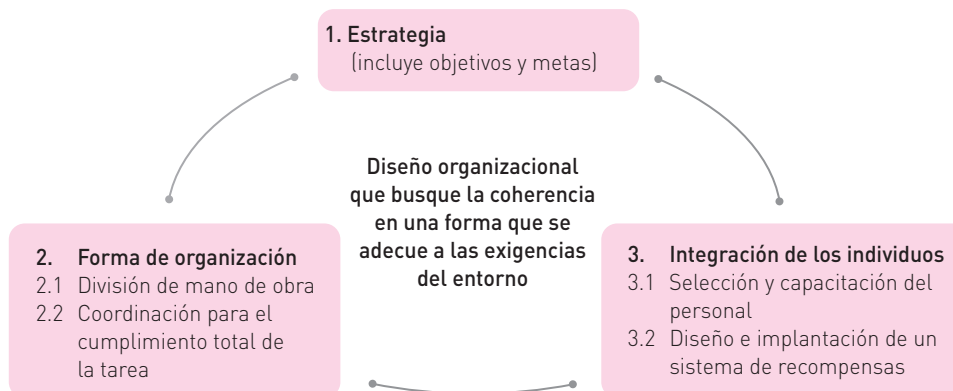 1. Estrategia
(incluye objetivos y metas)
Diseño organizacional
que busque la coherencia
en una forma que se
adecue a las exigencias
del entorno
2. Forma de organización
2.1 División de mano de obra
2.2 Coordinación para el
cumplimiento total de
la tarea
3. Integración de los individuos
3.1 Selección y capacitación del
personal
3.2 Diseño e implantación de un
sistema de recompensas